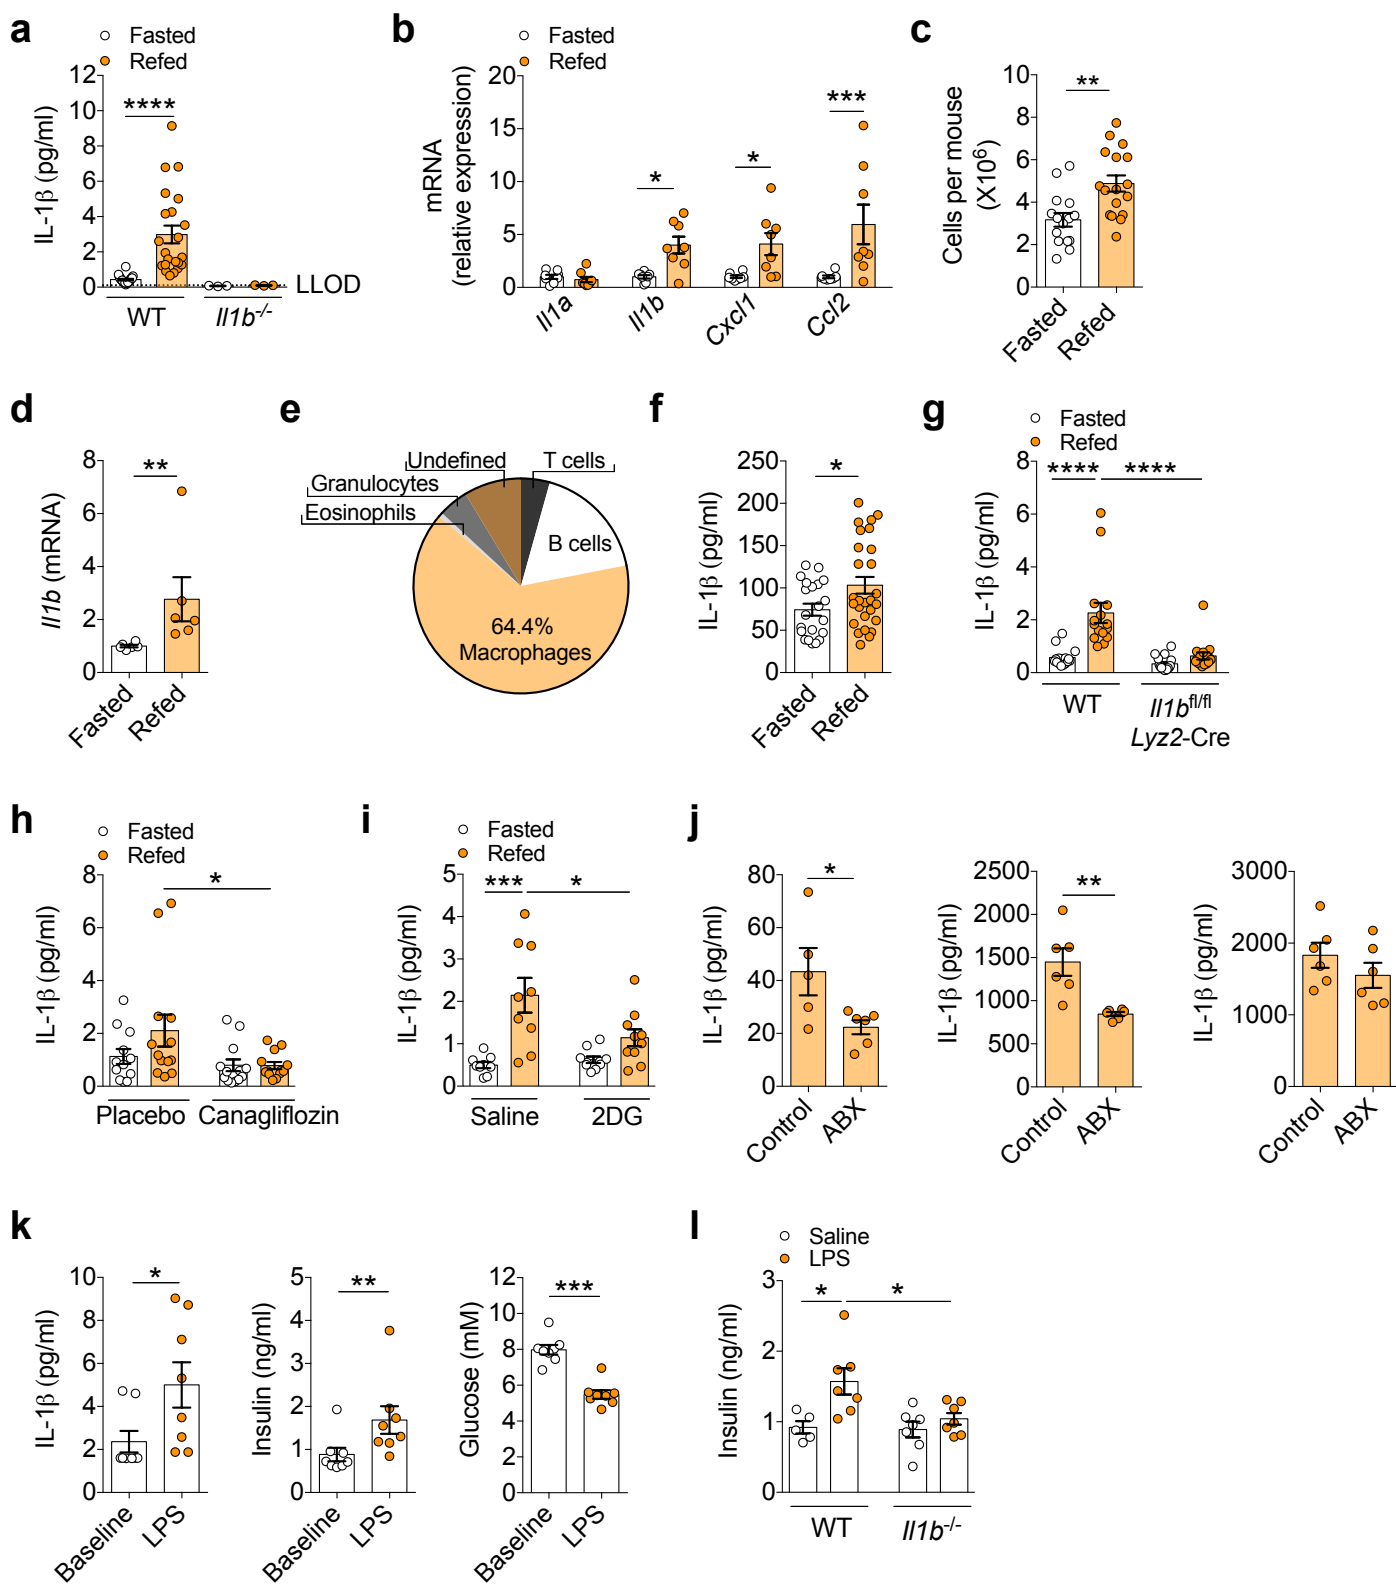 a
Fasted
Refed
IL-1β (pg/ml)
12
10
8
6
4
2
0
****
LLOD
WT
Il1b-/-
b
Fasted
Refed
mRNA
(relative expression)
20
15
10
5
0
*
*
***
Il1a
Il1b
Cxcl1
Ccl2
c
Cells per mouse
(X10⁶)
10
8
6
4
2
0
**
Fasted
Refed
d
Il1b (mRNA)
8
6
4
2
0
**
Fasted
Refed
e
Undefined
T cells
Granulocytes
Eosinophils
B cells
64.4%
Macrophages
f
IL-1β (pg/ml)
250
200
150
100
50
0
*
Fasted
Refed
g
Fasted
Refed
IL-1β (pg/ml)
8
6
4
2
0
****
****
WT
Il1bfl/fl
Lyz2-Cre
h
Fasted
Refed
IL-1β (pg/ml)
8
6
4
2
0
*
Placebo
Canagliflozin
i
Fasted
Refed
IL-1β (pg/ml)
5
4
3
2
1
0
***
*
Saline
2DG
j
IL-1β (pg/ml)
80
60
40
20
0
*
Control
ABX
IL-1β (pg/ml)
2500
2000
1500
1000
500
0
**
Control
ABX
IL-1β (pg/ml)
3000
2000
1000
0
Control
ABX
k
IL-1β (pg/ml)
10
8
6
4
2
0
*
Baseline
LPS
Insulin (ng/ml)
5
4
3
2
1
0
**
Baseline
LPS
Glucose (mM)
12
10
8
6
4
2
0
***
Baseline
LPS
l
Saline
LPS
Insulin (ng/ml)
3
2
1
0
*
*
WT
Il1b-/-